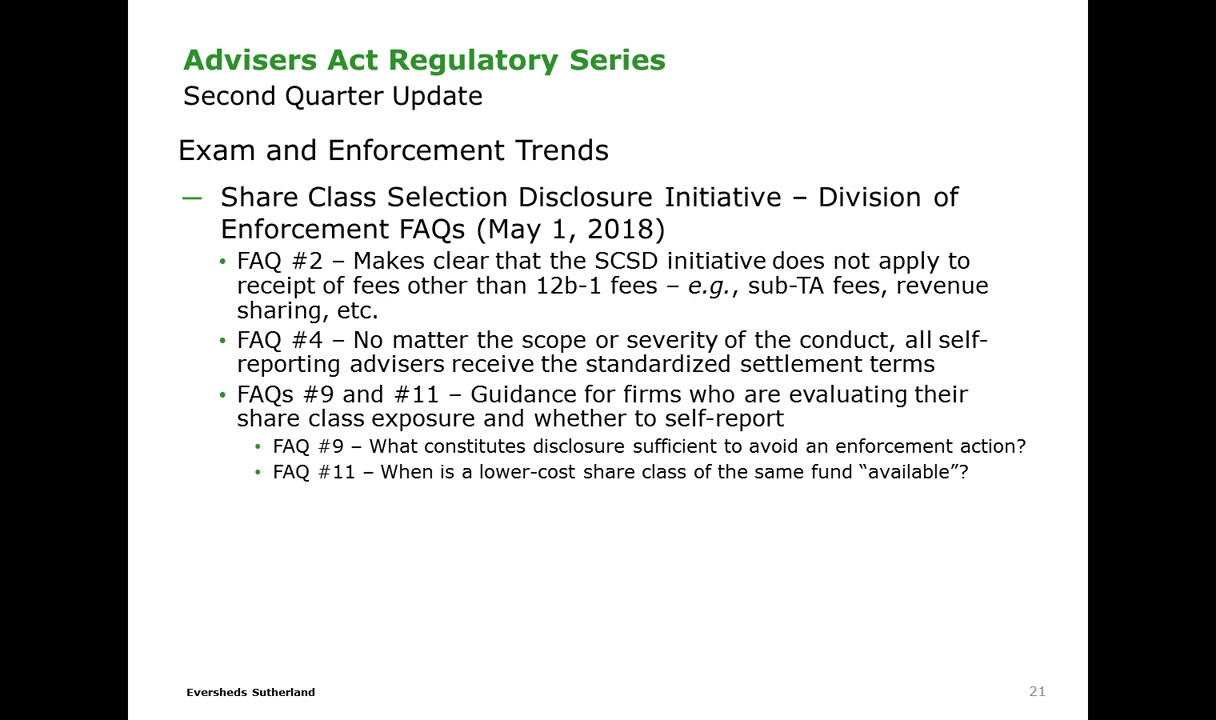 Advisers Act Regulatory Series
Second Quarter Update
Exam and Enforcement Trends
— Share Class Selection Disclosure Initiative – Division of
Enforcement FAQs (May 1, 2018)
• FAQ #2 – Makes clear that the SCSD initiative does not apply to
receipt of fees other than 12b-1 fees – e.g., sub-TA fees, revenue
sharing, etc.
• FAQ #4 – No matter the scope or severity of the conduct, all self-
reporting advisers receive the standardized settlement terms
• FAQs #9 and #11 – Guidance for firms who are evaluating their
share class exposure and whether to self-report
• FAQ #9 – What constitutes disclosure sufficient to avoid an enforcement action?
• FAQ #11 – When is a lower-cost share class of the same fund “available”?
Eversheds Sutherland
21